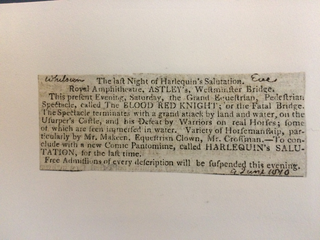 The last Night of Harlequin's Salutation. Eve
Royal Amphitheatre, ASTLEY's, Westminster Bridge.
This present Evening, Saturday, the Grand Equestrian, Pedestrian
Spectacle, called The BLOOD RED KNIGHT; or the Fatal Bridge.
The Spectacle terminates with a grand attack by land and water, on the
Usurper's Castle, and his Defeat by Warriors on real Horses; some
of which are seen immersed in water. Variety of Horsemanship, par-
ticularly by Mr. Makeen. Equestrian Clown, Mr. Crossman.—To con-
clude with a new Comic Pantomime, called HARLEQUIN's SALU-
TATION, for the last time.
Free Admissions of every description will be suspended this evening.
9 June 1810